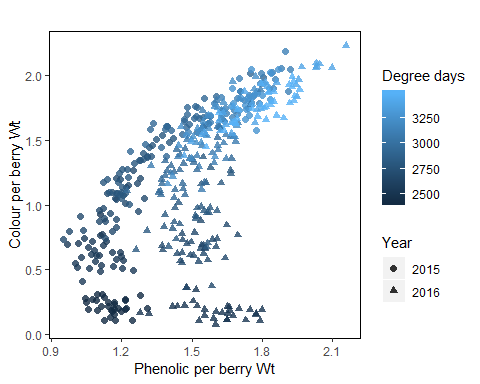 Colour per berry Wt
2.0
1.5
1.0
0.5
0.0
0.9 1.2 1.5 1.8 2.1
Phenolic per berry Wt
Degree days
3250
3000
2750
2500
Year
2015
2016